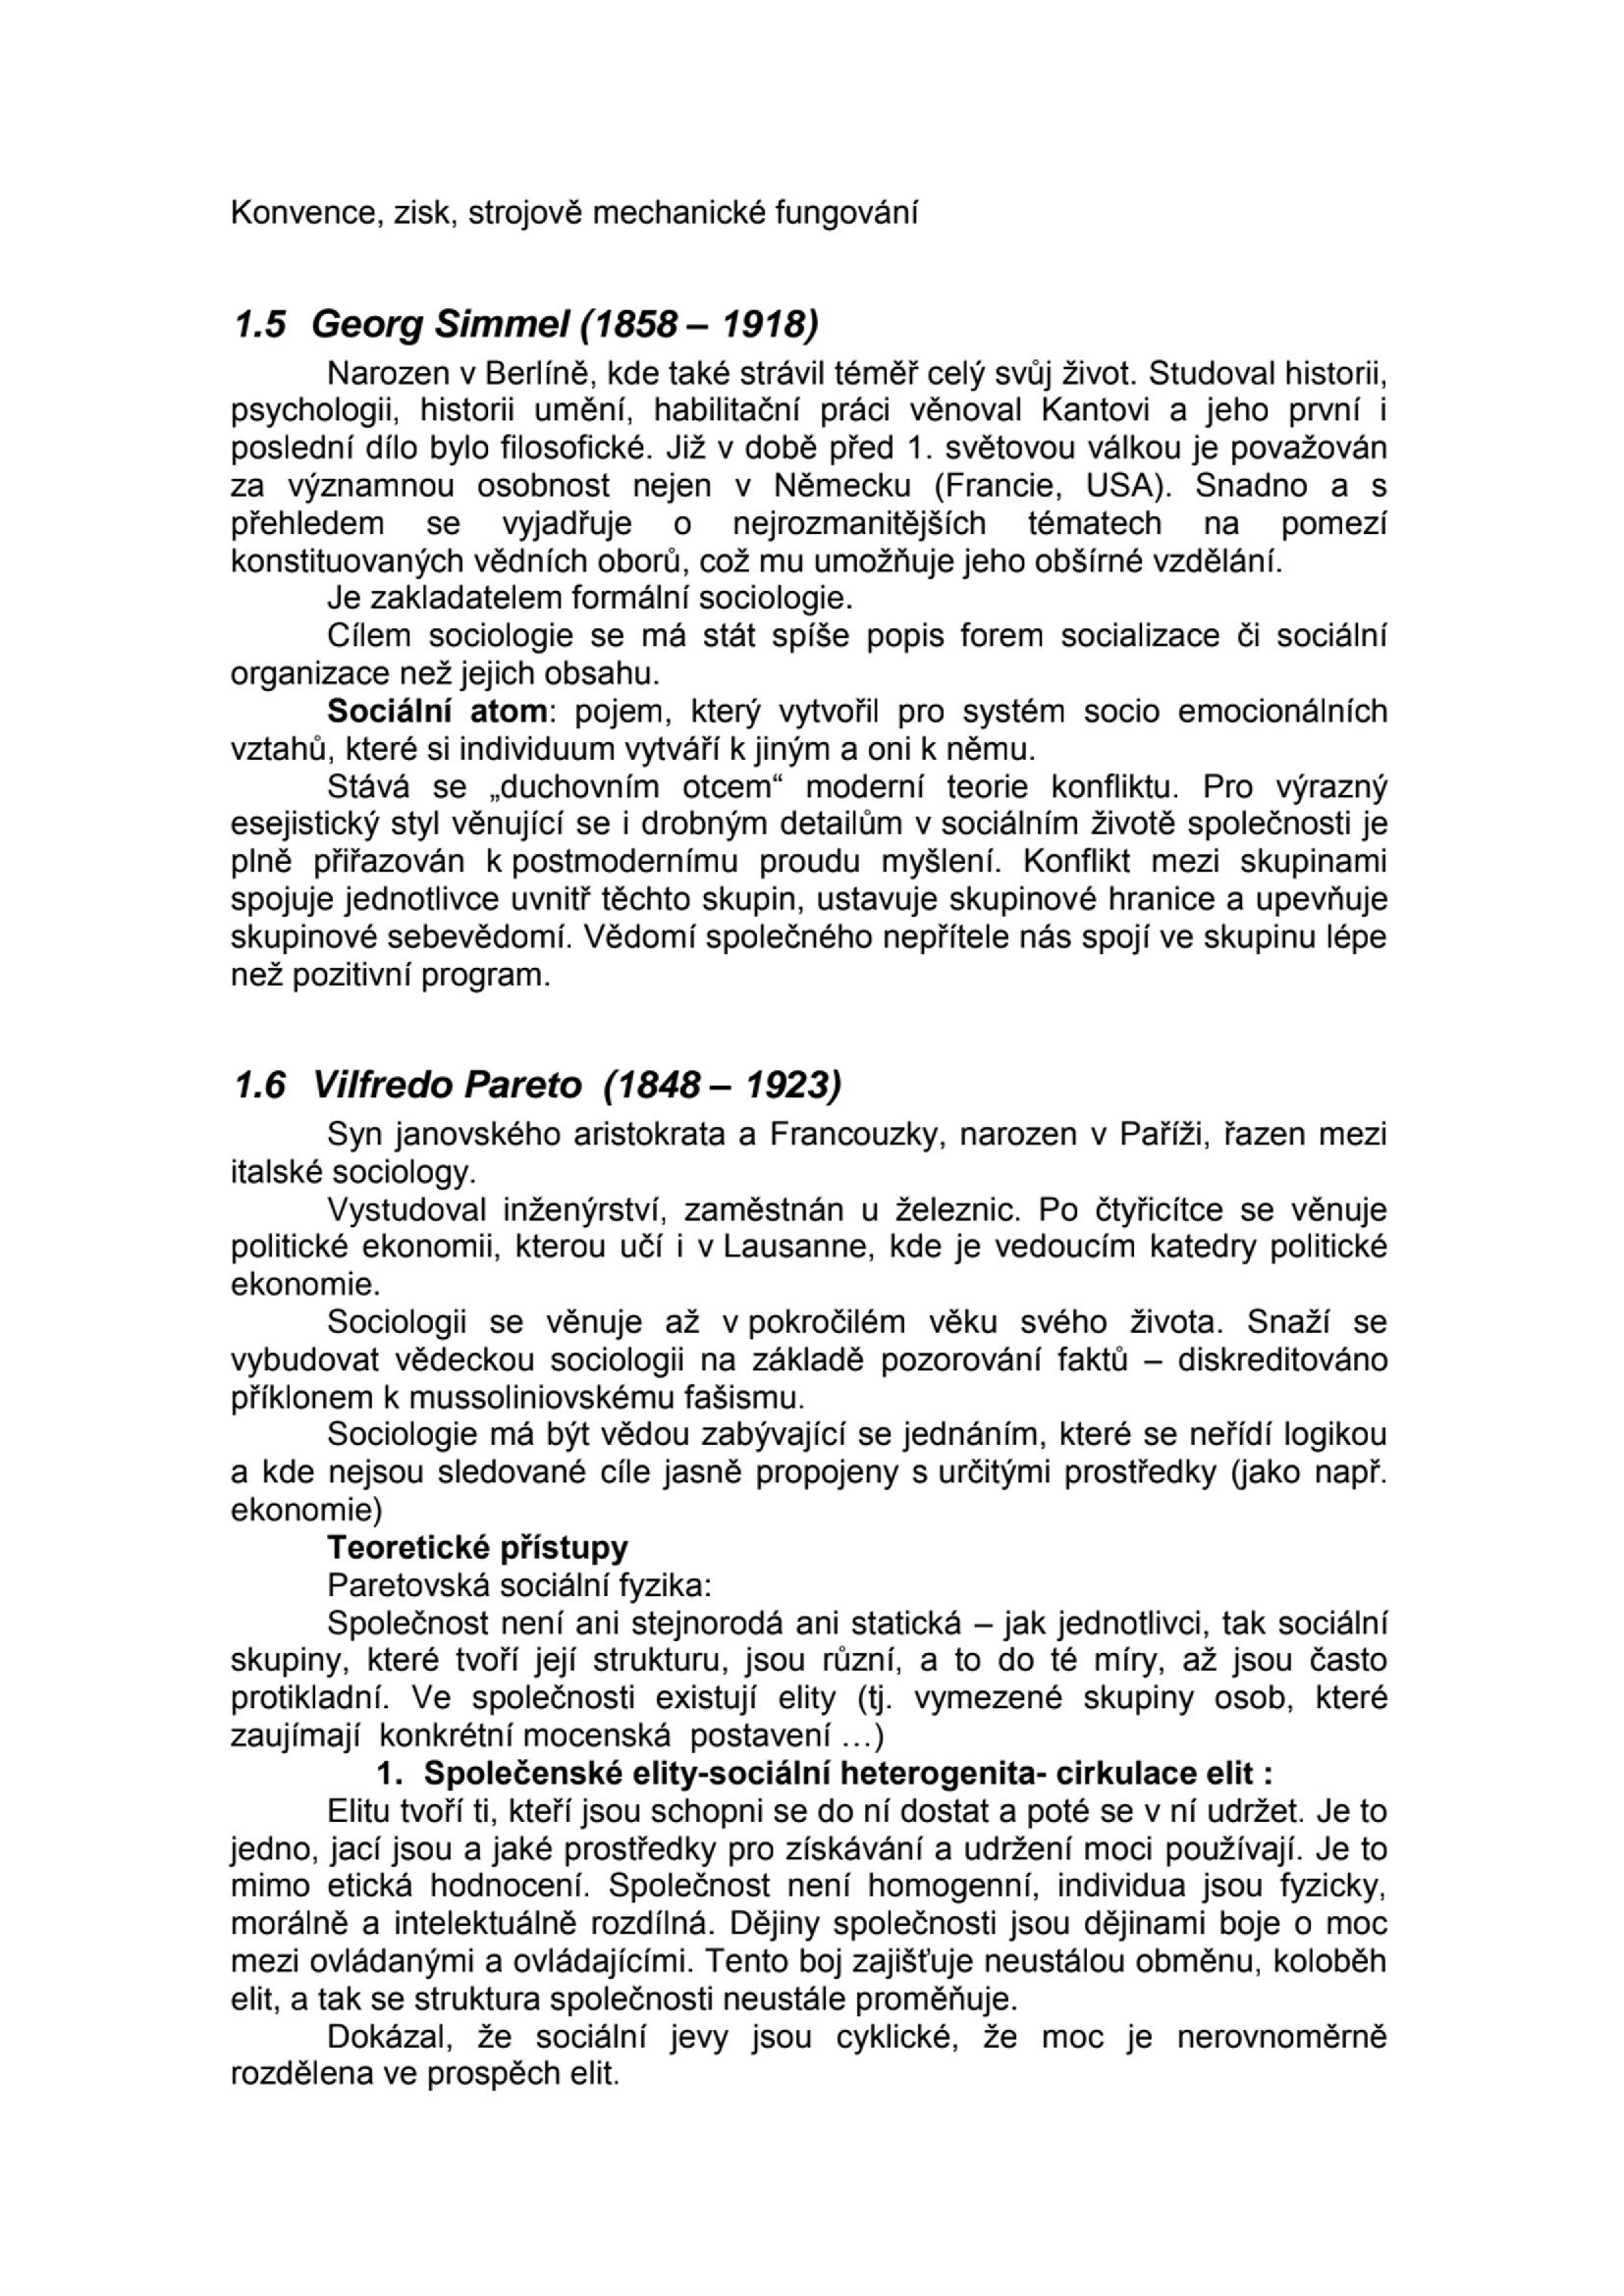 Konvence, zisk, strojově mechanické fungování
1.5 Georg Simmel (1858 – 1918)
Narozen v Berlíně, kde také strávil téměř celý svůj život. Studoval historii,
psychologii, historii umění, habilitační práci věnoval Kantovi a jeho první i
poslední dílo bylo filosofické. Již v době před 1. světovou válkou je považován
za významnou osobnost nejen v Německu (Francie, USA). Snadno a s
přehledem se vyjadřuje o nejrozmanitějších tématech na pomezí
konstituovaných vědních oborů, což mu umožňuje jeho obšírné vzdělání.
Je zakladatelem formální sociologie.
Cílem sociologie se má stát spíše popis forem socializace či sociální
organizace než jejich obsahu.
Sociální atom: pojem, který vytvořil pro systém socio emocionálních
vztahů, které si individuum vytváří k jiným a oni k němu.
Stává se „duchovním otcem“ moderní teorie konfliktu. Pro výrazný
esejistický styl věnující se i drobným detailům v sociálním životě společnosti je
plně přiřazován k postmodernímu proudu myšlení. Konflikt mezi skupinami
spojuje jednotlivce uvnitř těchto skupin, ustavuje skupinové hranice a upevňuje
skupinové sebevědomí. Vědomí společného nepřítele nás spojí ve skupinu lépe
než pozitivní program.
1.6 Vilfredo Pareto (1848 – 1923)
Syn janovského aristokrata a Francouzky, narozen v Paříži, řazen mezi
italské sociology.
Vystudoval inženýrství, zaměstnán u železnic. Po čtyřicítce se věnuje
politické ekonomii, kterou učí i v Lausanne, kde je vedoucím katedry politické
ekonomie.
Sociologii se věnuje až v pokročilém věku svého života. Snaží se
vybudovat vědeckou sociologii na základě pozorování faktů – diskreditováno
příklonem k mussoliniovskému fašismu.
Sociologie má být vědou zabývající se jednáním, které se neřídí logikou
a kde nejsou sledované cíle jasně propojeny s určitými prostředky (jako např.
ekonomie)
Teoretické přístupy
Paretovská sociální fyzika:
Společnost není ani stejnorodá ani statická – jak jednotlivci, tak sociální
skupiny, které tvoří její strukturu, jsou různí, a to do té míry, až jsou často
protikladní. Ve společnosti existují elity (tj. vymezené skupiny osob, které
zaujímají konkrétní mocenská postavení …)
1. Společenské elity-sociální heterogenita- cirkulace elit :
Elitu tvoří ti, kteří jsou schopni se do ní dostat a poté se v ní udržet. Je to
jedno, jací jsou a jaké prostředky pro získávání a udržení moci používají. Je to
mimo etická hodnocení. Společnost není homogenní, individua jsou fyzicky,
morálně a intelektuálně rozdílná. Dějiny společnosti jsou dějinami boje o moc
mezi ovládanými a ovládajícími. Tento boj zajišťuje neustálou obměnu, koloběh
elit, a tak se struktura společnosti neustále proměňuje.
Dokázal, že sociální jevy jsou cyklické, že moc je nerovnoměrně
rozdělena ve prospěch elit.